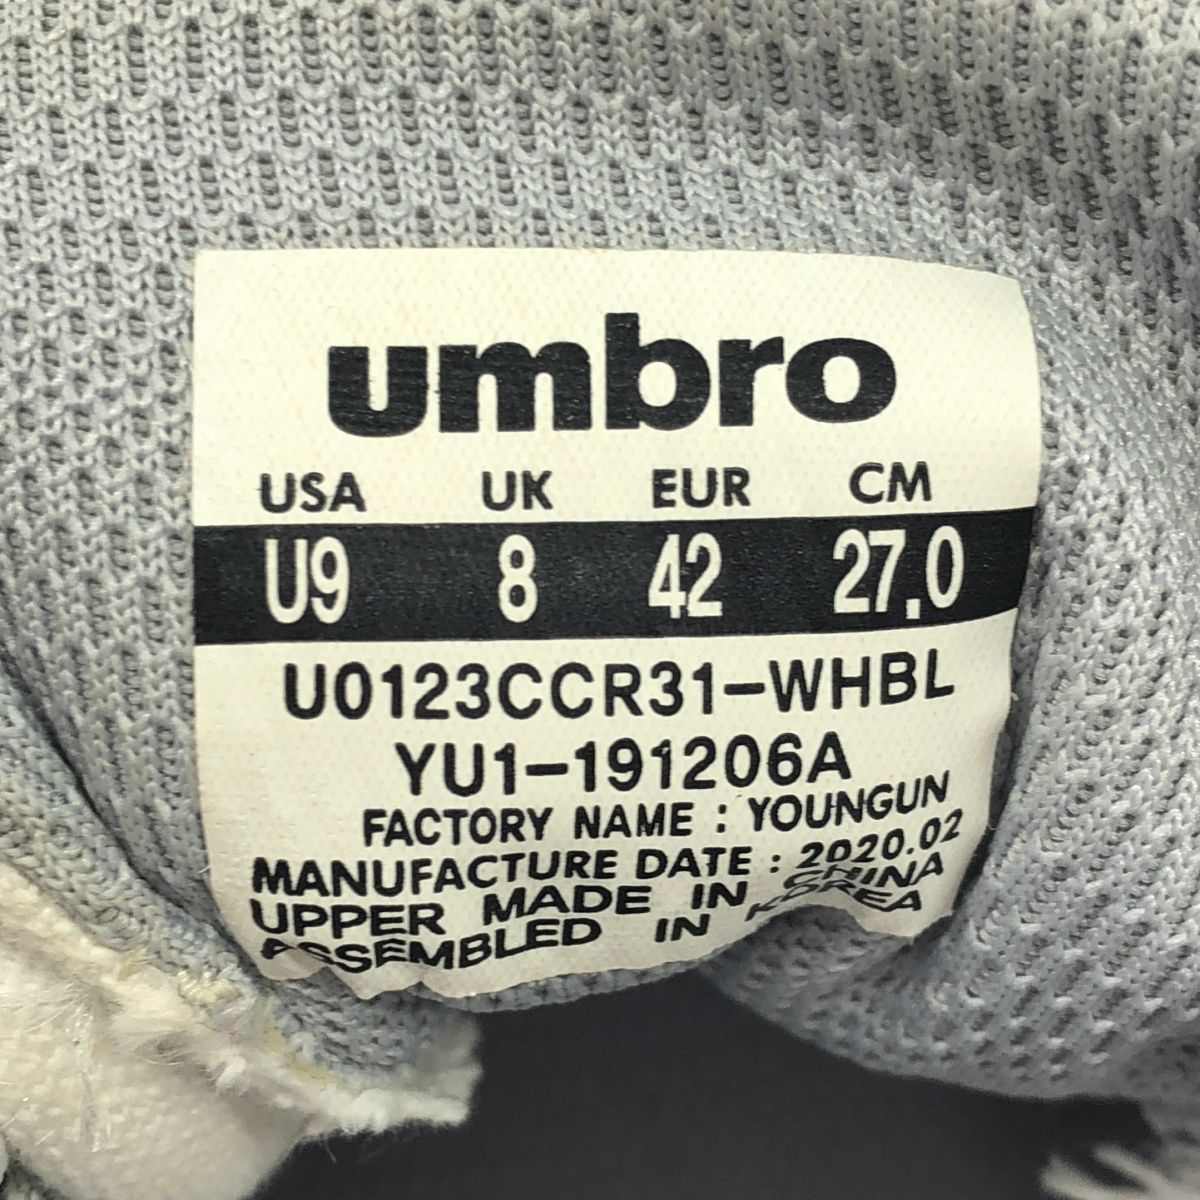 umbro
USA UK EUR CM
U9 8 42 27.0
U0123CCR31-WHBL
YU1-191206A
FACTORY NAME : YOUNGUN
MANUFACTURE DATE : 2020.02
UPPER MADE IN CHINA
ASSEMBLED IN KOREA